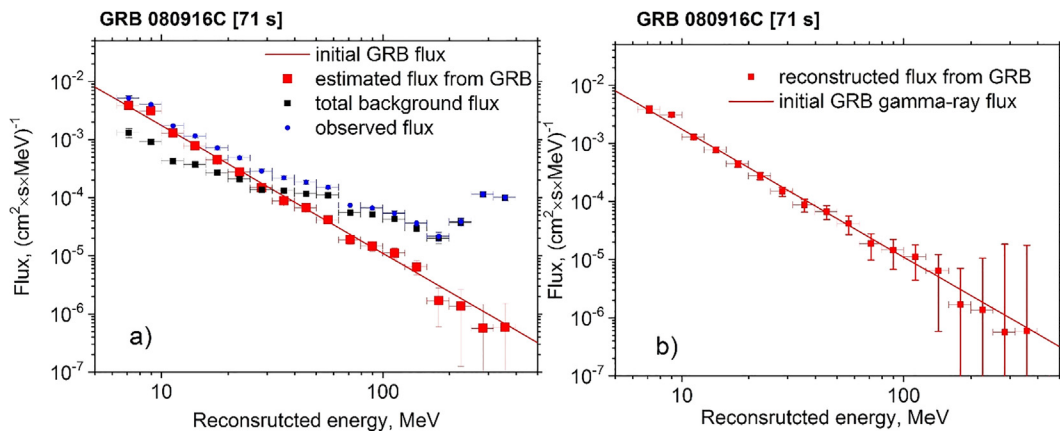 GRB 080916C [71 s]
initial GRB flux
estimated flux from GRB
total background flux
observed flux
Flux, (cm²×s×MeV)⁻¹
10⁻²
10⁻³
10⁻⁴
10⁻⁵
10⁻⁶
10⁻⁷
a)
10
100
Reconsrutcted energy, MeV
GRB 080916C [71 s]
reconstructed flux from GRB
initial GRB gamma-ray flux
Flux, (cm²×s×MeV)⁻¹
10⁻²
10⁻³
10⁻⁴
10⁻⁵
10⁻⁶
10⁻⁷
b)
10
100
Reconsrutcted energy, MeV